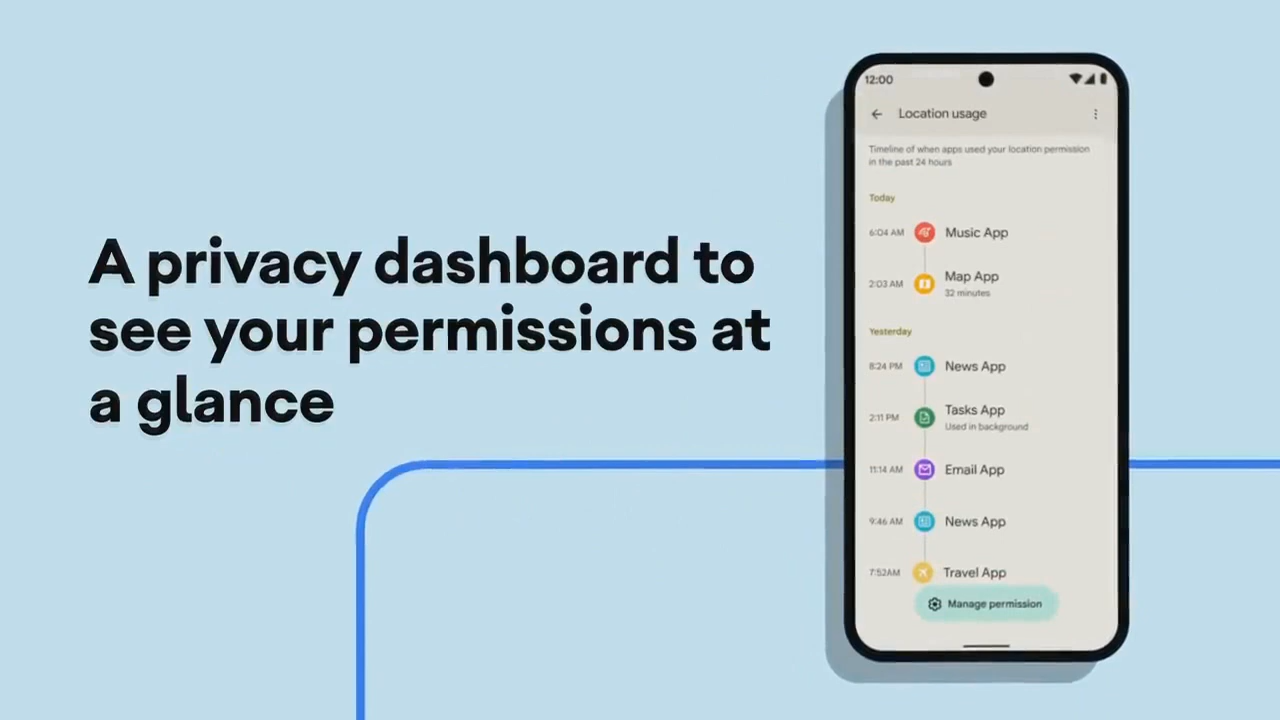 A privacy dashboard to
see your permissions at
a glance
12:00
Location usage
Timeline of when apps used your location permission
in the past 24 hours
Today
6:04 AM Music App
2:03 AM Map App
32 minutes
Yesterday
8:24 PM News App
2:11 PM Tasks App
Used in background
11:14 AM Email App
9:46 AM News App
7:52AM Travel App
Manage permission